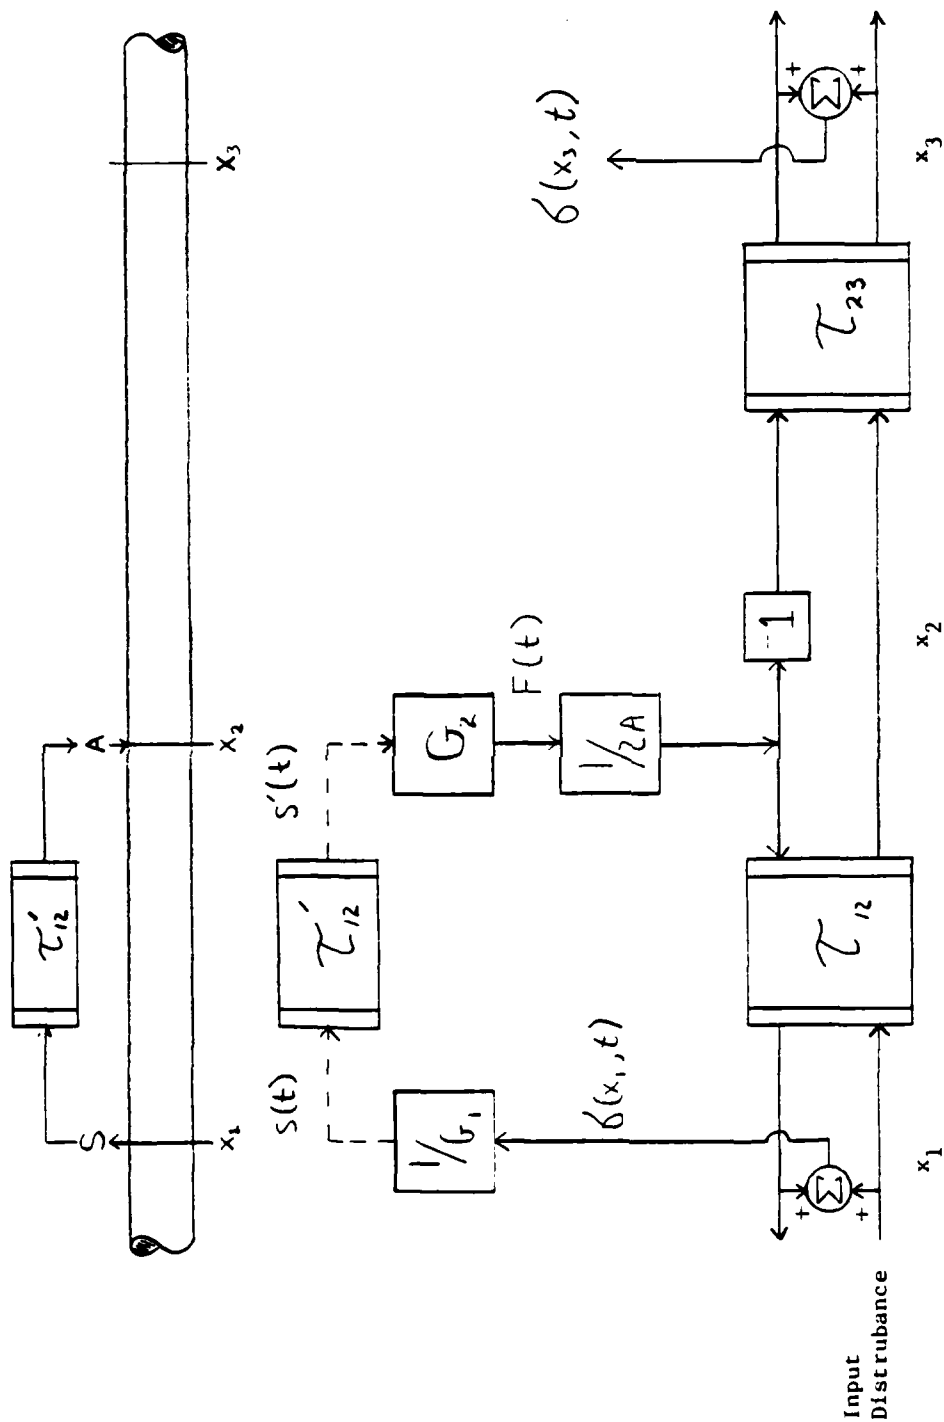 τ′₁₂
S
A
x₁
x₂
x₃
S(t)
τ′₁₂
S′(t)
1/G₁
G₂
F(t)
1/2A
б(x₁,t)
б(x₃,t)
-1
+
Σ
+
τ₁₂
τ₂₃
+
Σ
+
Input
Distrubance
x₁
x₂
x₃